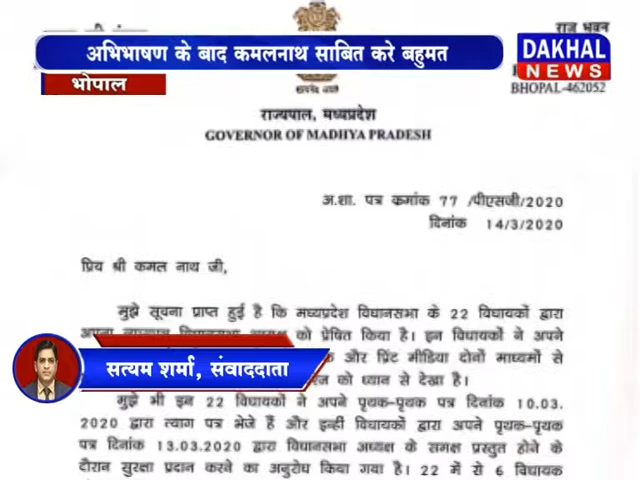 राज भवन
अभिभाषण के बाद कमलनाथ साबित करे बहुमत
DAKHAL
NEWS
भोपाल
BHOPAL-462052
राज्यपाल, मध्यप्रदेश
GOVERNOR OF MADHYA PRADESH
अ.शा. पत्र कमांक 77 /पीएसजी/2020
दिनांक 14/3/2020
प्रिय श्री कमल नाथ जी,
मुझे सूचना प्राप्त हुई है कि मध्यप्रदेश विधानसभा के 22 विधायकों द्वारा
को प्रेषित किया है। इन विधायकों ने अपने
और प्रिंट मीडिया दोनों माध्यमों से
सत्यम शर्मा, संवाददाता
को ध्यान से देखा है।
मुझे भी इन 22 विधायकों ने अपने पृथक-पृथक पत्र दिनांक 10.03.
2020 द्वारा त्याग पत्र भेजे हैं और इन्हीं विधायकों द्वारा अपने पृथक-पृथक
पत्र दिनांक 13.03.2020 द्वारा विधानसभा अध्यक्ष के समक्ष प्रस्तुत होने के
दौरान सुरक्षा प्रदान करने का अनुरोध किया गया है। 22 में से 6 विधायक